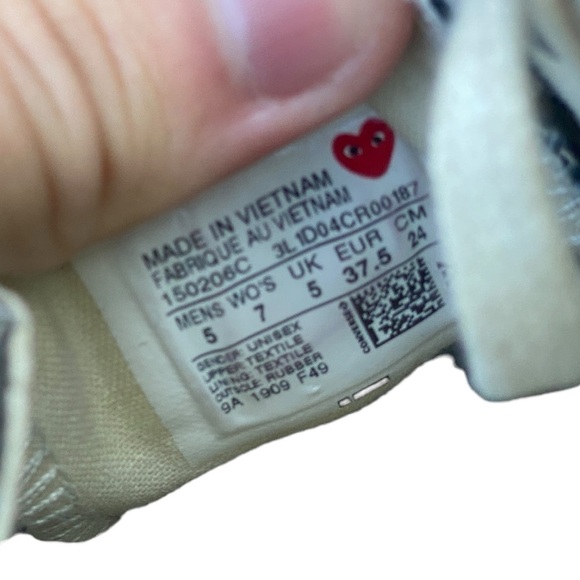 MADE IN VIETNAM
FABRIQUE AU VIETNAM
150206C 3L1D04CR00187
MENS WO'S UK EUR CM
5 7 5 37.5 24
GENDER: UNISEX
UPPER: TEXTILE
LINING: TEXTILE
OUTSOLE: RUBBER
9A 1909 F49
CONVERSE©